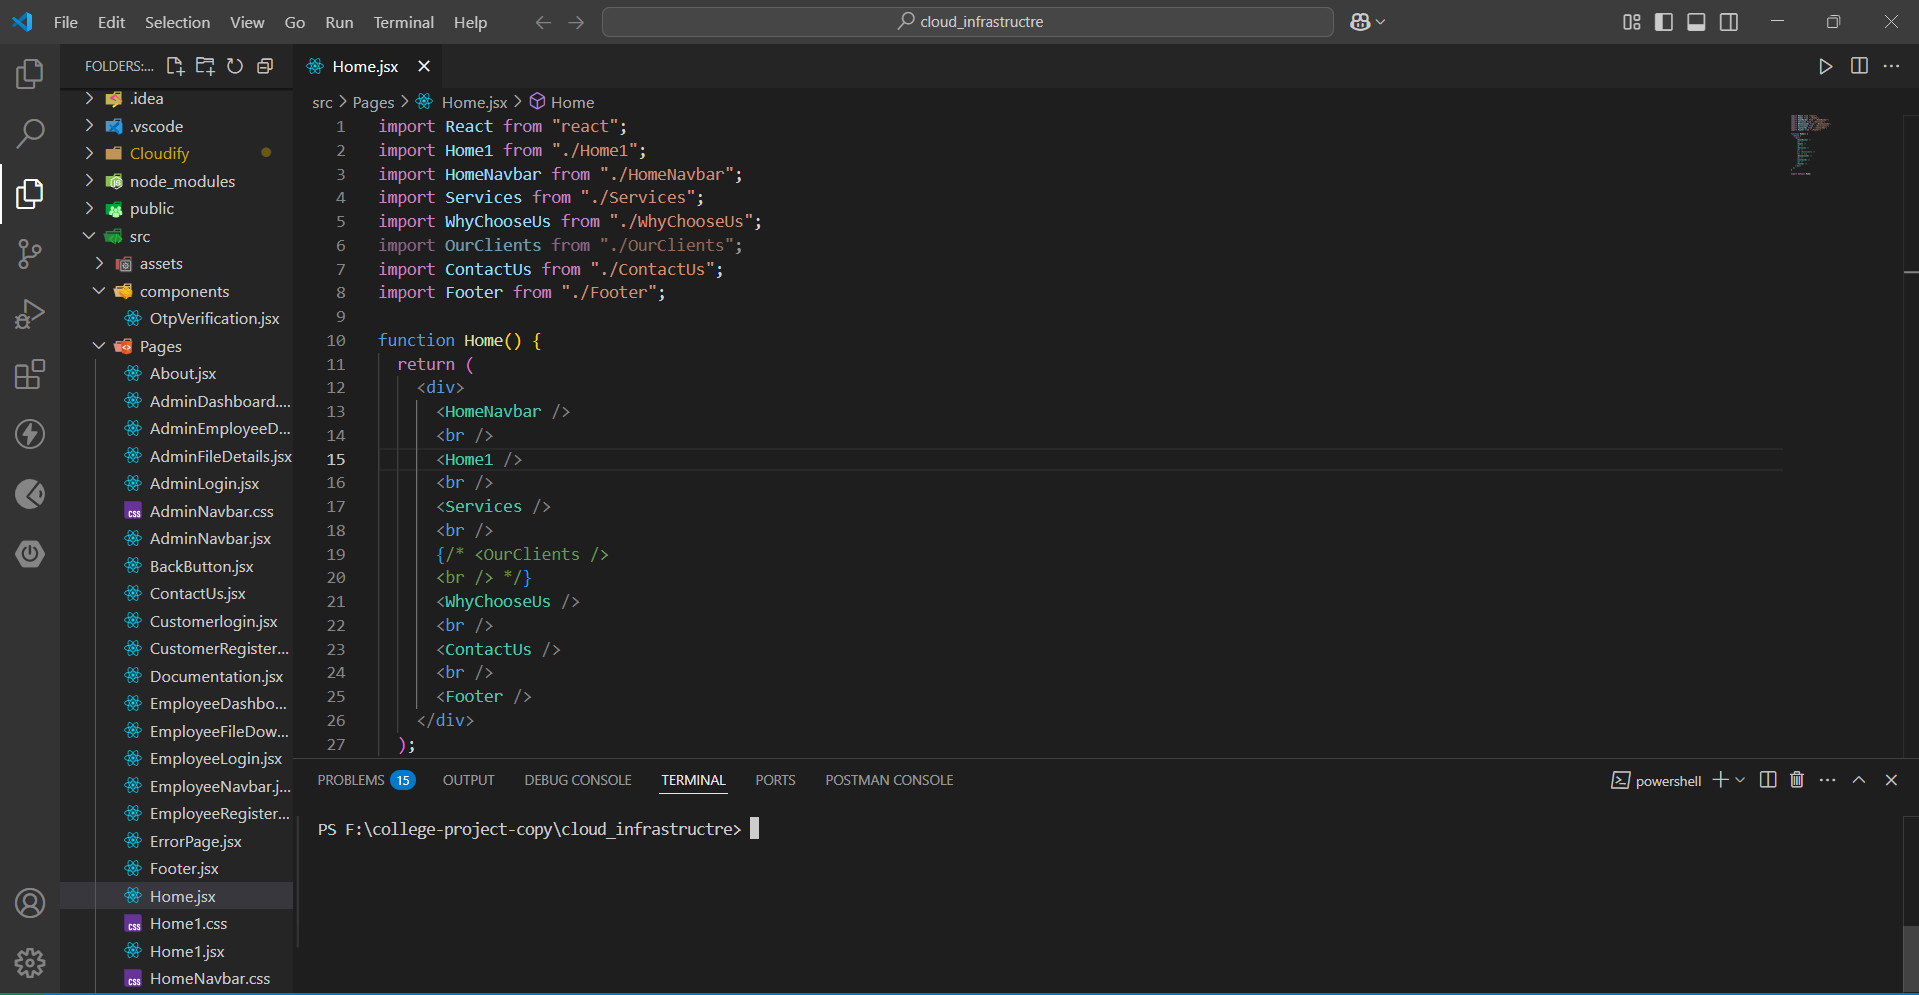 File Edit Selection View Go Run Terminal Help
cloud_infrastructre
FOLDERS:...
.idea
.vscode
Cloudify
node_modules
public
src
assets
components
OtpVerification.jsx
Pages
About.jsx
AdminDashboard....
AdminEmployeeD...
AdminFileDetails.jsx
AdminLogin.jsx
AdminNavbar.css
AdminNavbar.jsx
BackButton.jsx
ContactUs.jsx
Customerlogin.jsx
CustomerRegister...
Documentation.jsx
EmployeeDashbo...
EmployeeFileDow...
EmployeeLogin.jsx
EmployeeNavbar.j...
EmployeeRegister...
ErrorPage.jsx
Footer.jsx
Home.jsx
Home1.css
Home1.jsx
HomeNavbar.css
Home.jsx
src > Pages > Home.jsx > Home
1 import React from "react";
2 import Home1 from "./Home1";
3 import HomeNavbar from "./HomeNavbar";
4 import Services from "./Services";
5 import WhyChooseUs from "./WhyChooseUs";
6 import OurClients from "./OurClients";
7 import ContactUs from "./ContactUs";
8 import Footer from "./Footer";
9
10 function Home() {
11 return (
12 <div>
13 <HomeNavbar />
14 <br />
15 <Home1 />
16 <br />
17 <Services />
18 <br />
19 {/* <OurClients />
20 <br /> */}
21 <WhyChooseUs />
22 <br />
23 <ContactUs />
24 <br />
25 <Footer />
26 </div>
27 );
PROBLEMS 15 OUTPUT DEBUG CONSOLE TERMINAL PORTS POSTMAN CONSOLE
powershell
PS F:\college-project-copy\cloud_infrastructre>